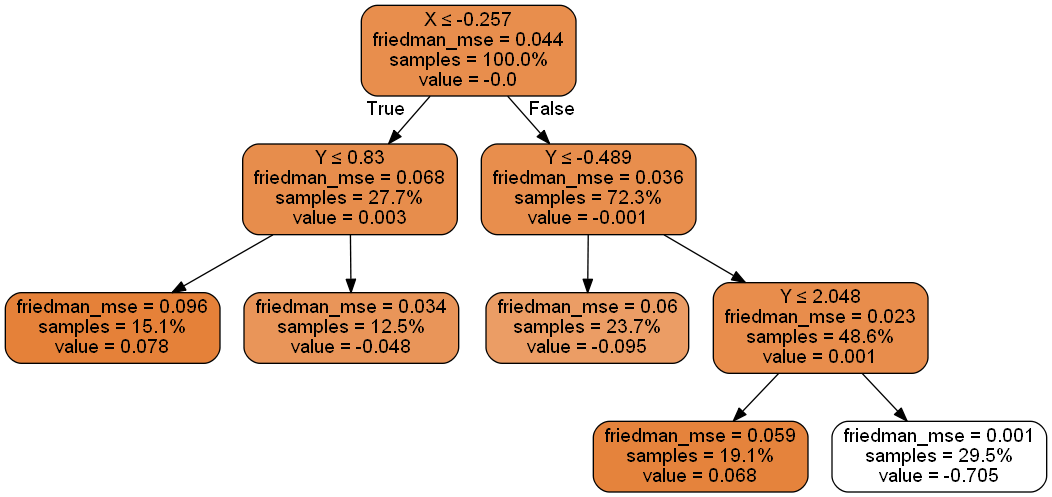 X ≤ -0.257
friedman_mse = 0.044
samples = 100.0%
value = -0.0
True
False
Y ≤ 0.83
friedman_mse = 0.068
samples = 27.7%
value = 0.003
Y ≤ -0.489
friedman_mse = 0.036
samples = 72.3%
value = -0.001
friedman_mse = 0.096
samples = 15.1%
value = 0.078
friedman_mse = 0.034
samples = 12.5%
value = -0.048
friedman_mse = 0.06
samples = 23.7%
value = -0.095
Y ≤ 2.048
friedman_mse = 0.023
samples = 48.6%
value = 0.001
friedman_mse = 0.059
samples = 19.1%
value = 0.068
friedman_mse = 0.001
samples = 29.5%
value = -0.705